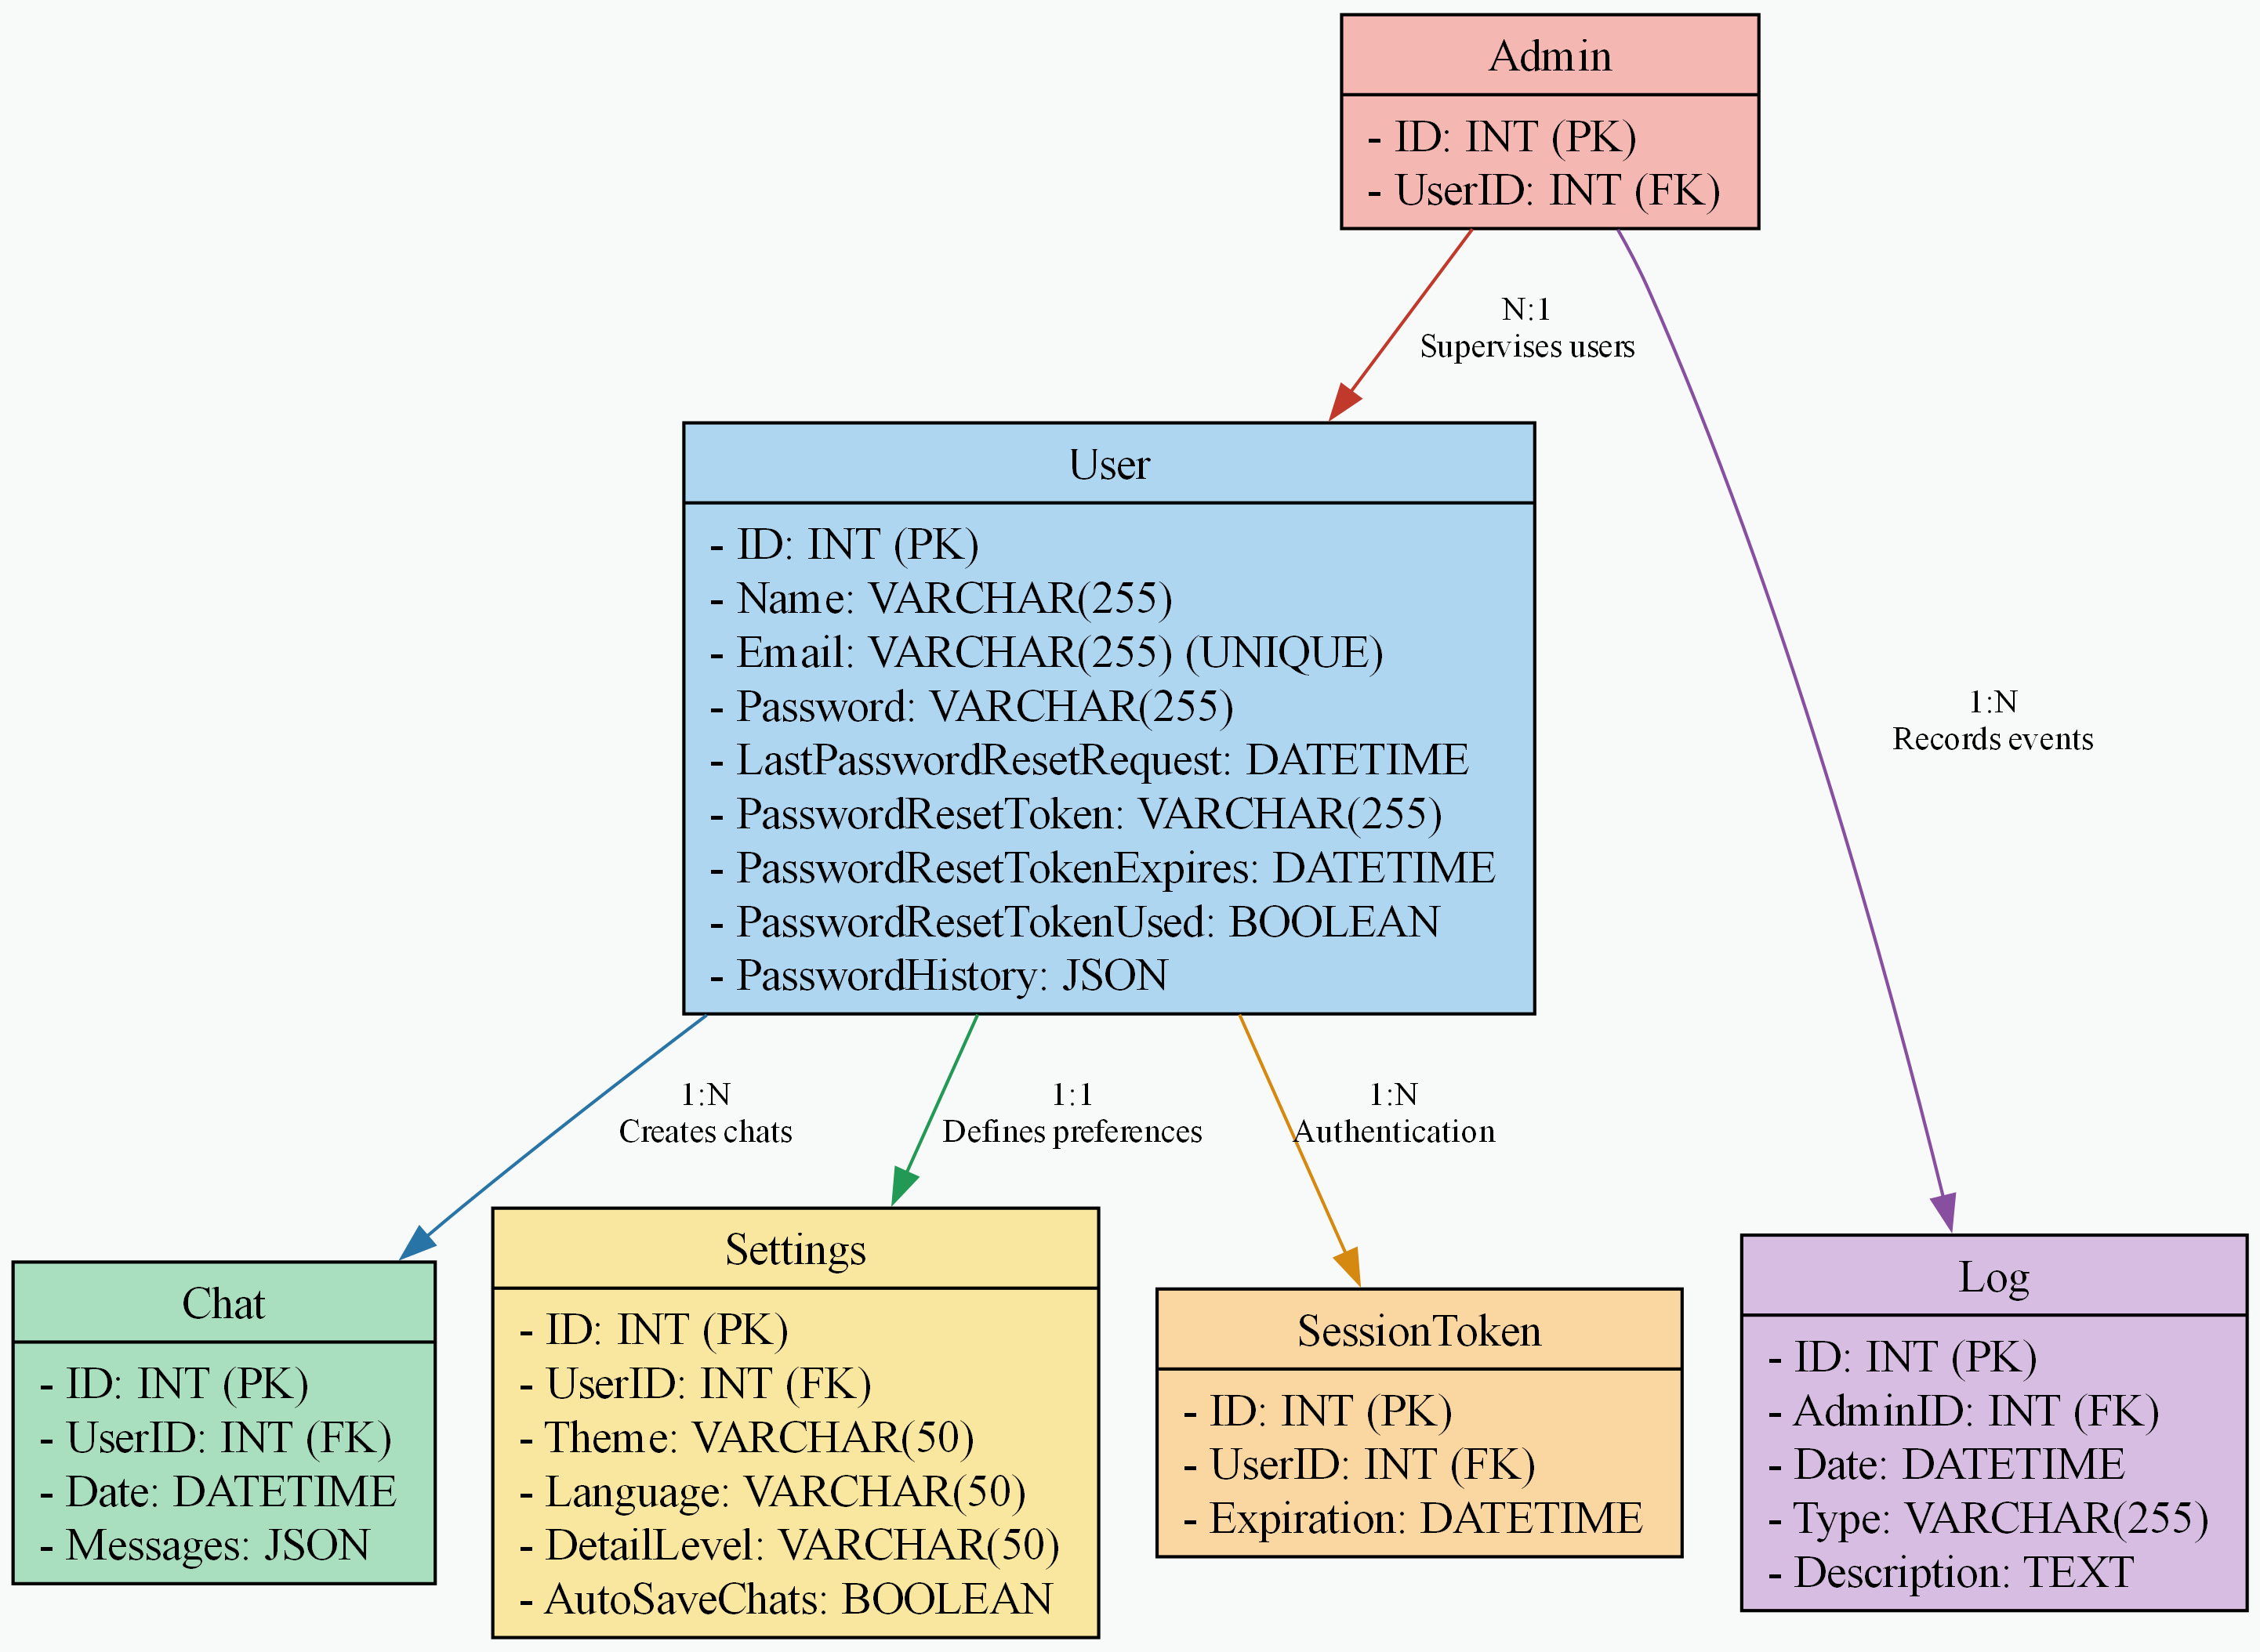 Admin
- ID: INT (PK)
- UserID: INT (FK)
N:1
Supervises users
User
- ID: INT (PK)
- Name: VARCHAR(255)
- Email: VARCHAR(255) (UNIQUE)
- Password: VARCHAR(255)
- LastPasswordResetRequest: DATETIME
- PasswordResetToken: VARCHAR(255)
- PasswordResetTokenExpires: DATETIME
- PasswordResetTokenUsed: BOOLEAN
- PasswordHistory: JSON
1:N
Records events
1:N
Creates chats
1:1
Defines preferences
1:N
Authentication
Chat
- ID: INT (PK)
- UserID: INT (FK)
- Date: DATETIME
- Messages: JSON
Settings
- ID: INT (PK)
- UserID: INT (FK)
- Theme: VARCHAR(50)
- Language: VARCHAR(50)
- DetailLevel: VARCHAR(50)
- AutoSaveChats: BOOLEAN
SessionToken
- ID: INT (PK)
- UserID: INT (FK)
- Expiration: DATETIME
Log
- ID: INT (PK)
- AdminID: INT (FK)
- Date: DATETIME
- Type: VARCHAR(255)
- Description: TEXT